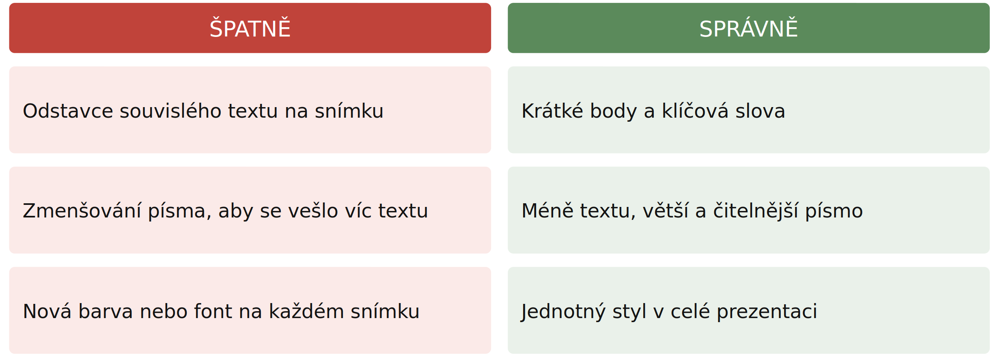 ŠPATNĚ
SPRÁVNĚ
Odstavce souvislého textu na snímku
Krátké body a klíčová slova
Zmenšování písma, aby se vešlo víc textu
Méně textu, větší a čitelnější písmo
Nová barva nebo font na každém snímku
Jednotný styl v celé prezentaci